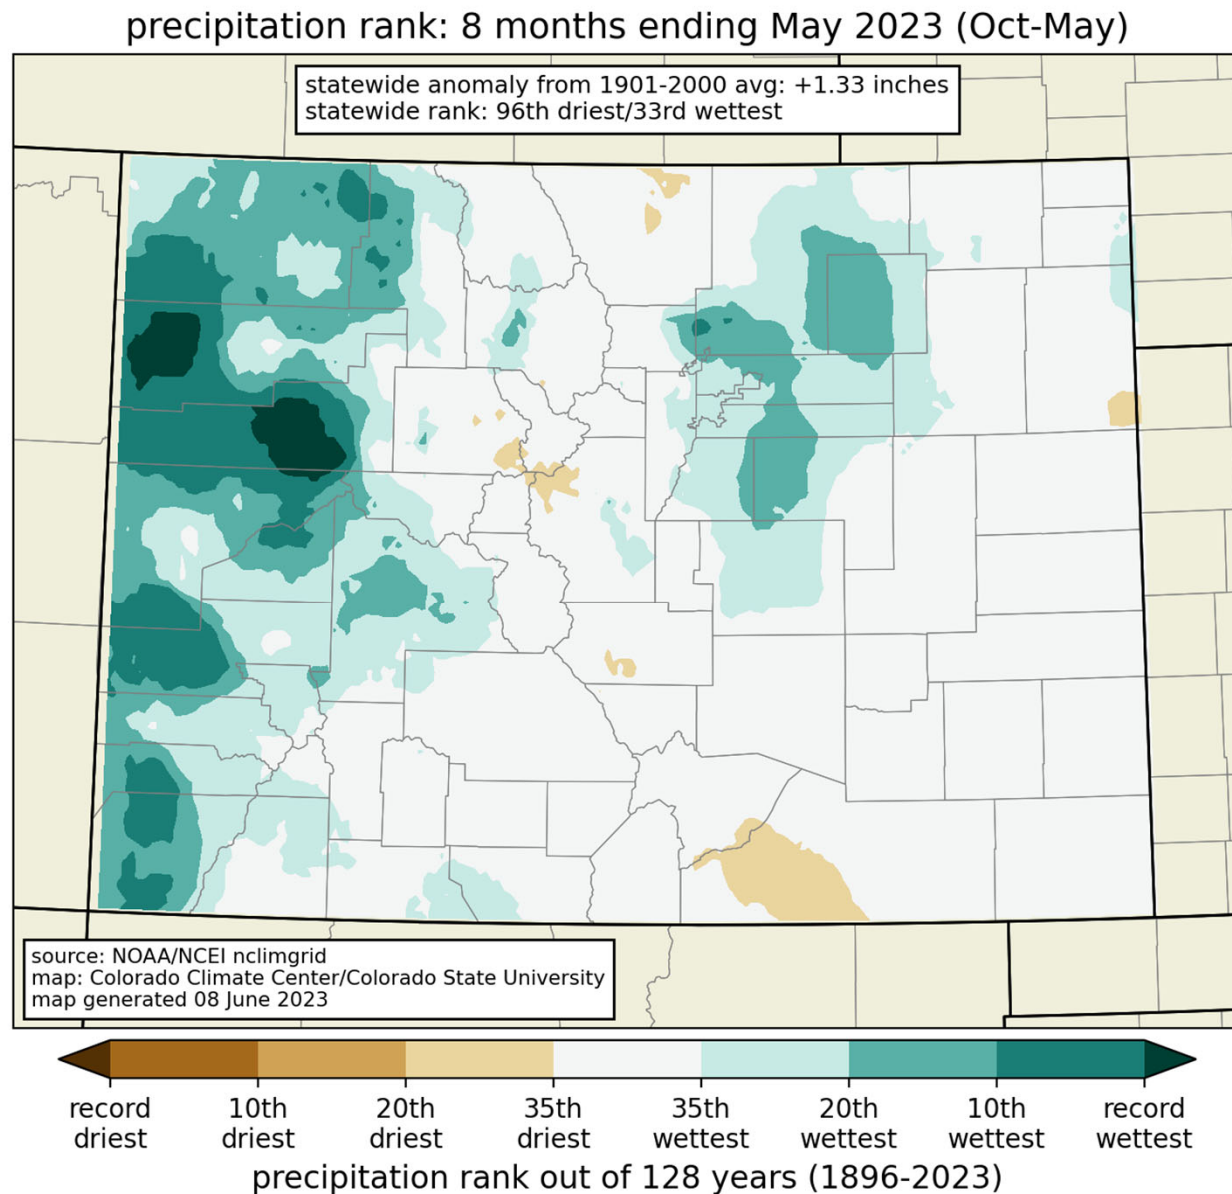 precipitation rank: 8 months ending May 2023 (Oct-May)
statewide anomaly from 1901-2000 avg: +1.33 inches
statewide rank: 96th driest/33rd wettest
source: NOAA/NCEI nclimgrid
map: Colorado Climate Center/Colorado State University
map generated 08 June 2023
record driest
10th driest
20th driest
35th driest
35th wettest
20th wettest
10th wettest
record wettest
precipitation rank out of 128 years (1896-2023)